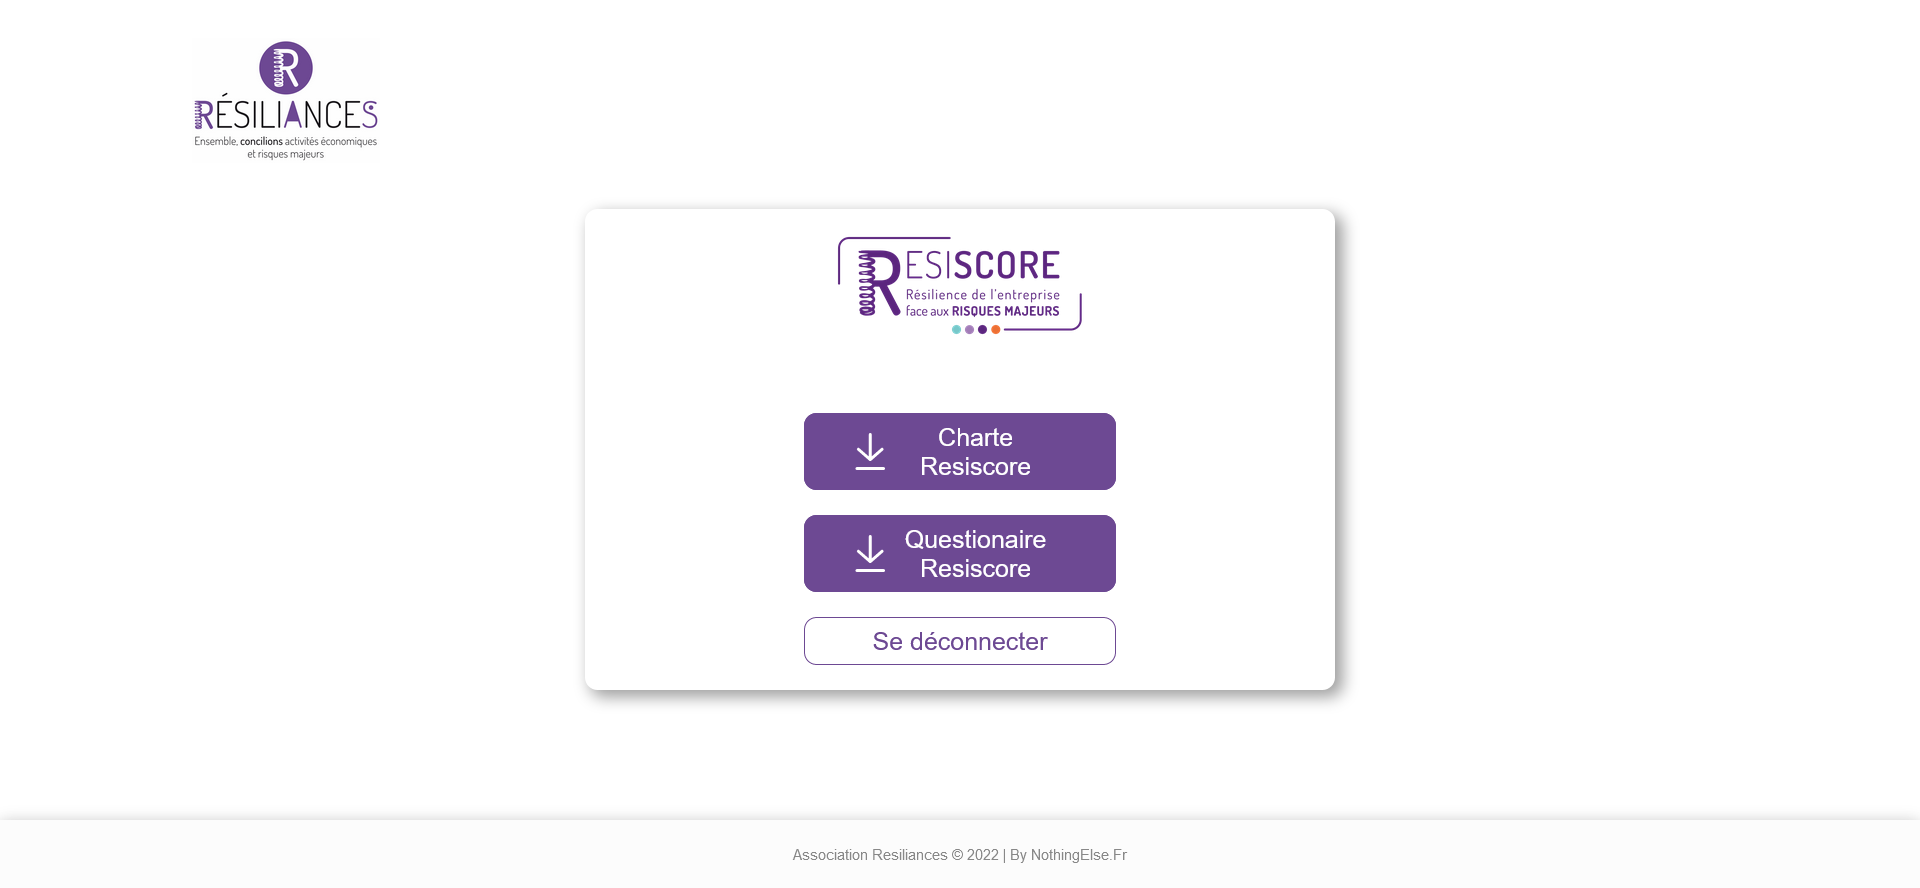 R
RÉSILIANCES
Ensemble, concilions activités économiques
et risques majeurs
RESISCORE
Résilience de l'entreprise
face aux RISQUES MAJEURS
Charte
Resiscore
Questionaire
Resiscore
Se déconnecter
Association Resiliances © 2022 | By NothingElse.Fr